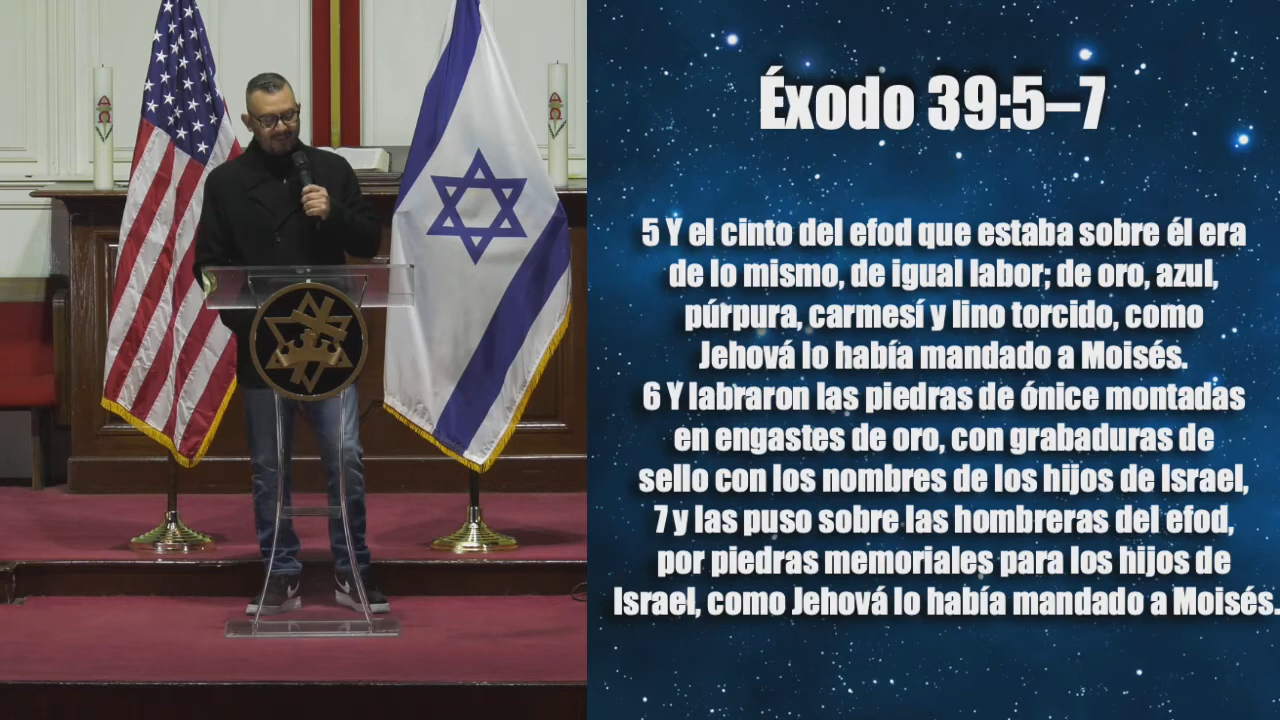 Éxodo 39:5–7
5 Y el cinto del efod que estaba sobre él era
de lo mismo, de igual labor; de oro, azul,
púrpura, carmesí y lino torcido, como
Jehová lo había mandado a Moisés.
6 Y labraron las piedras de ónice montadas
en engastes de oro, con grabaduras de
sello con los nombres de los hijos de Israel,
7 y las puso sobre las hombreras del efod,
por piedras memoriales para los hijos de
Israel, como Jehová lo había mandado a Moisés.